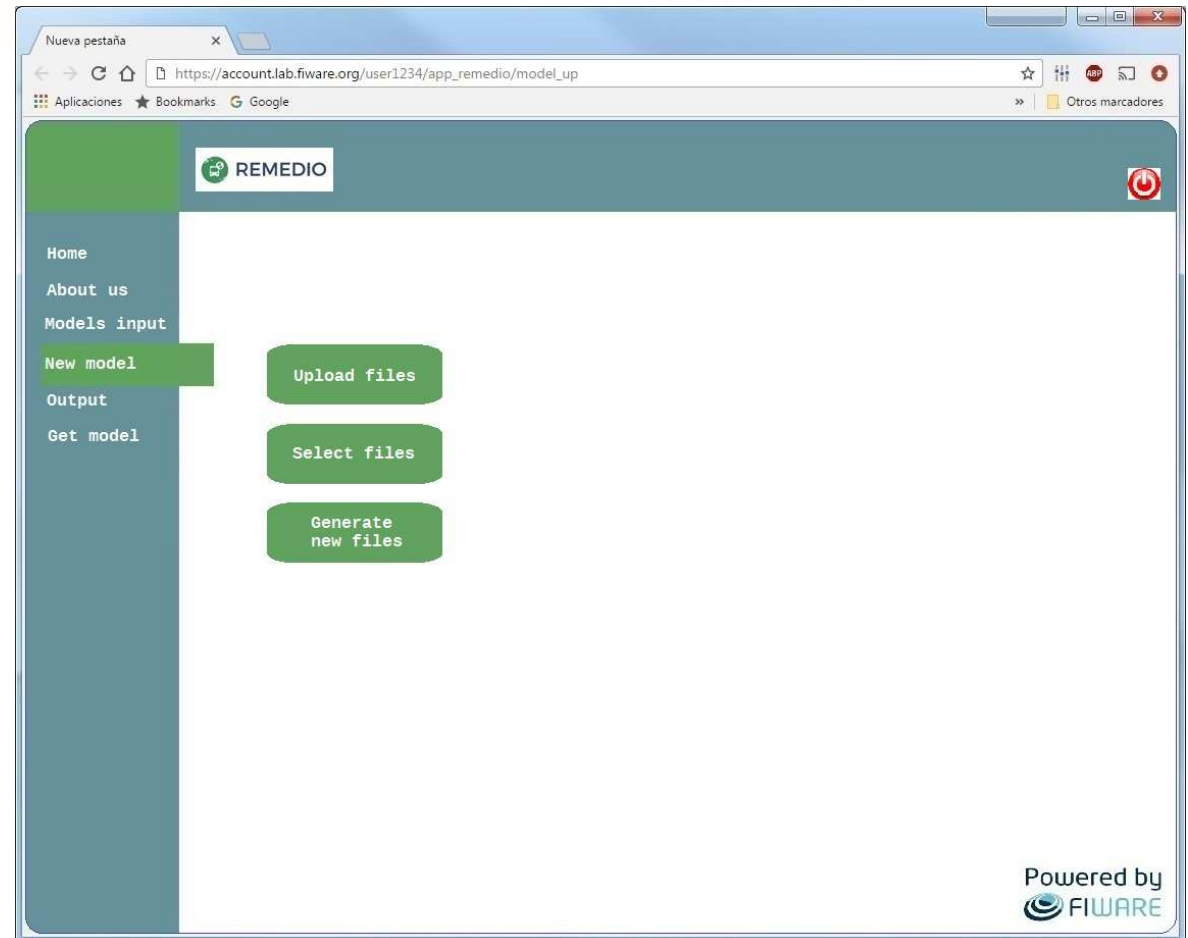 Nueva pestaña
https://account.lab.fiware.org/user1234/app_remedio/model_up
ABP
Aplicaciones Bookmarks G Google » Otros marcadores
REMEDIO
Home
About us
Models input
New model
Output
Get model
Upload files
Select files
Generate
new files
Powered by
FIWARE